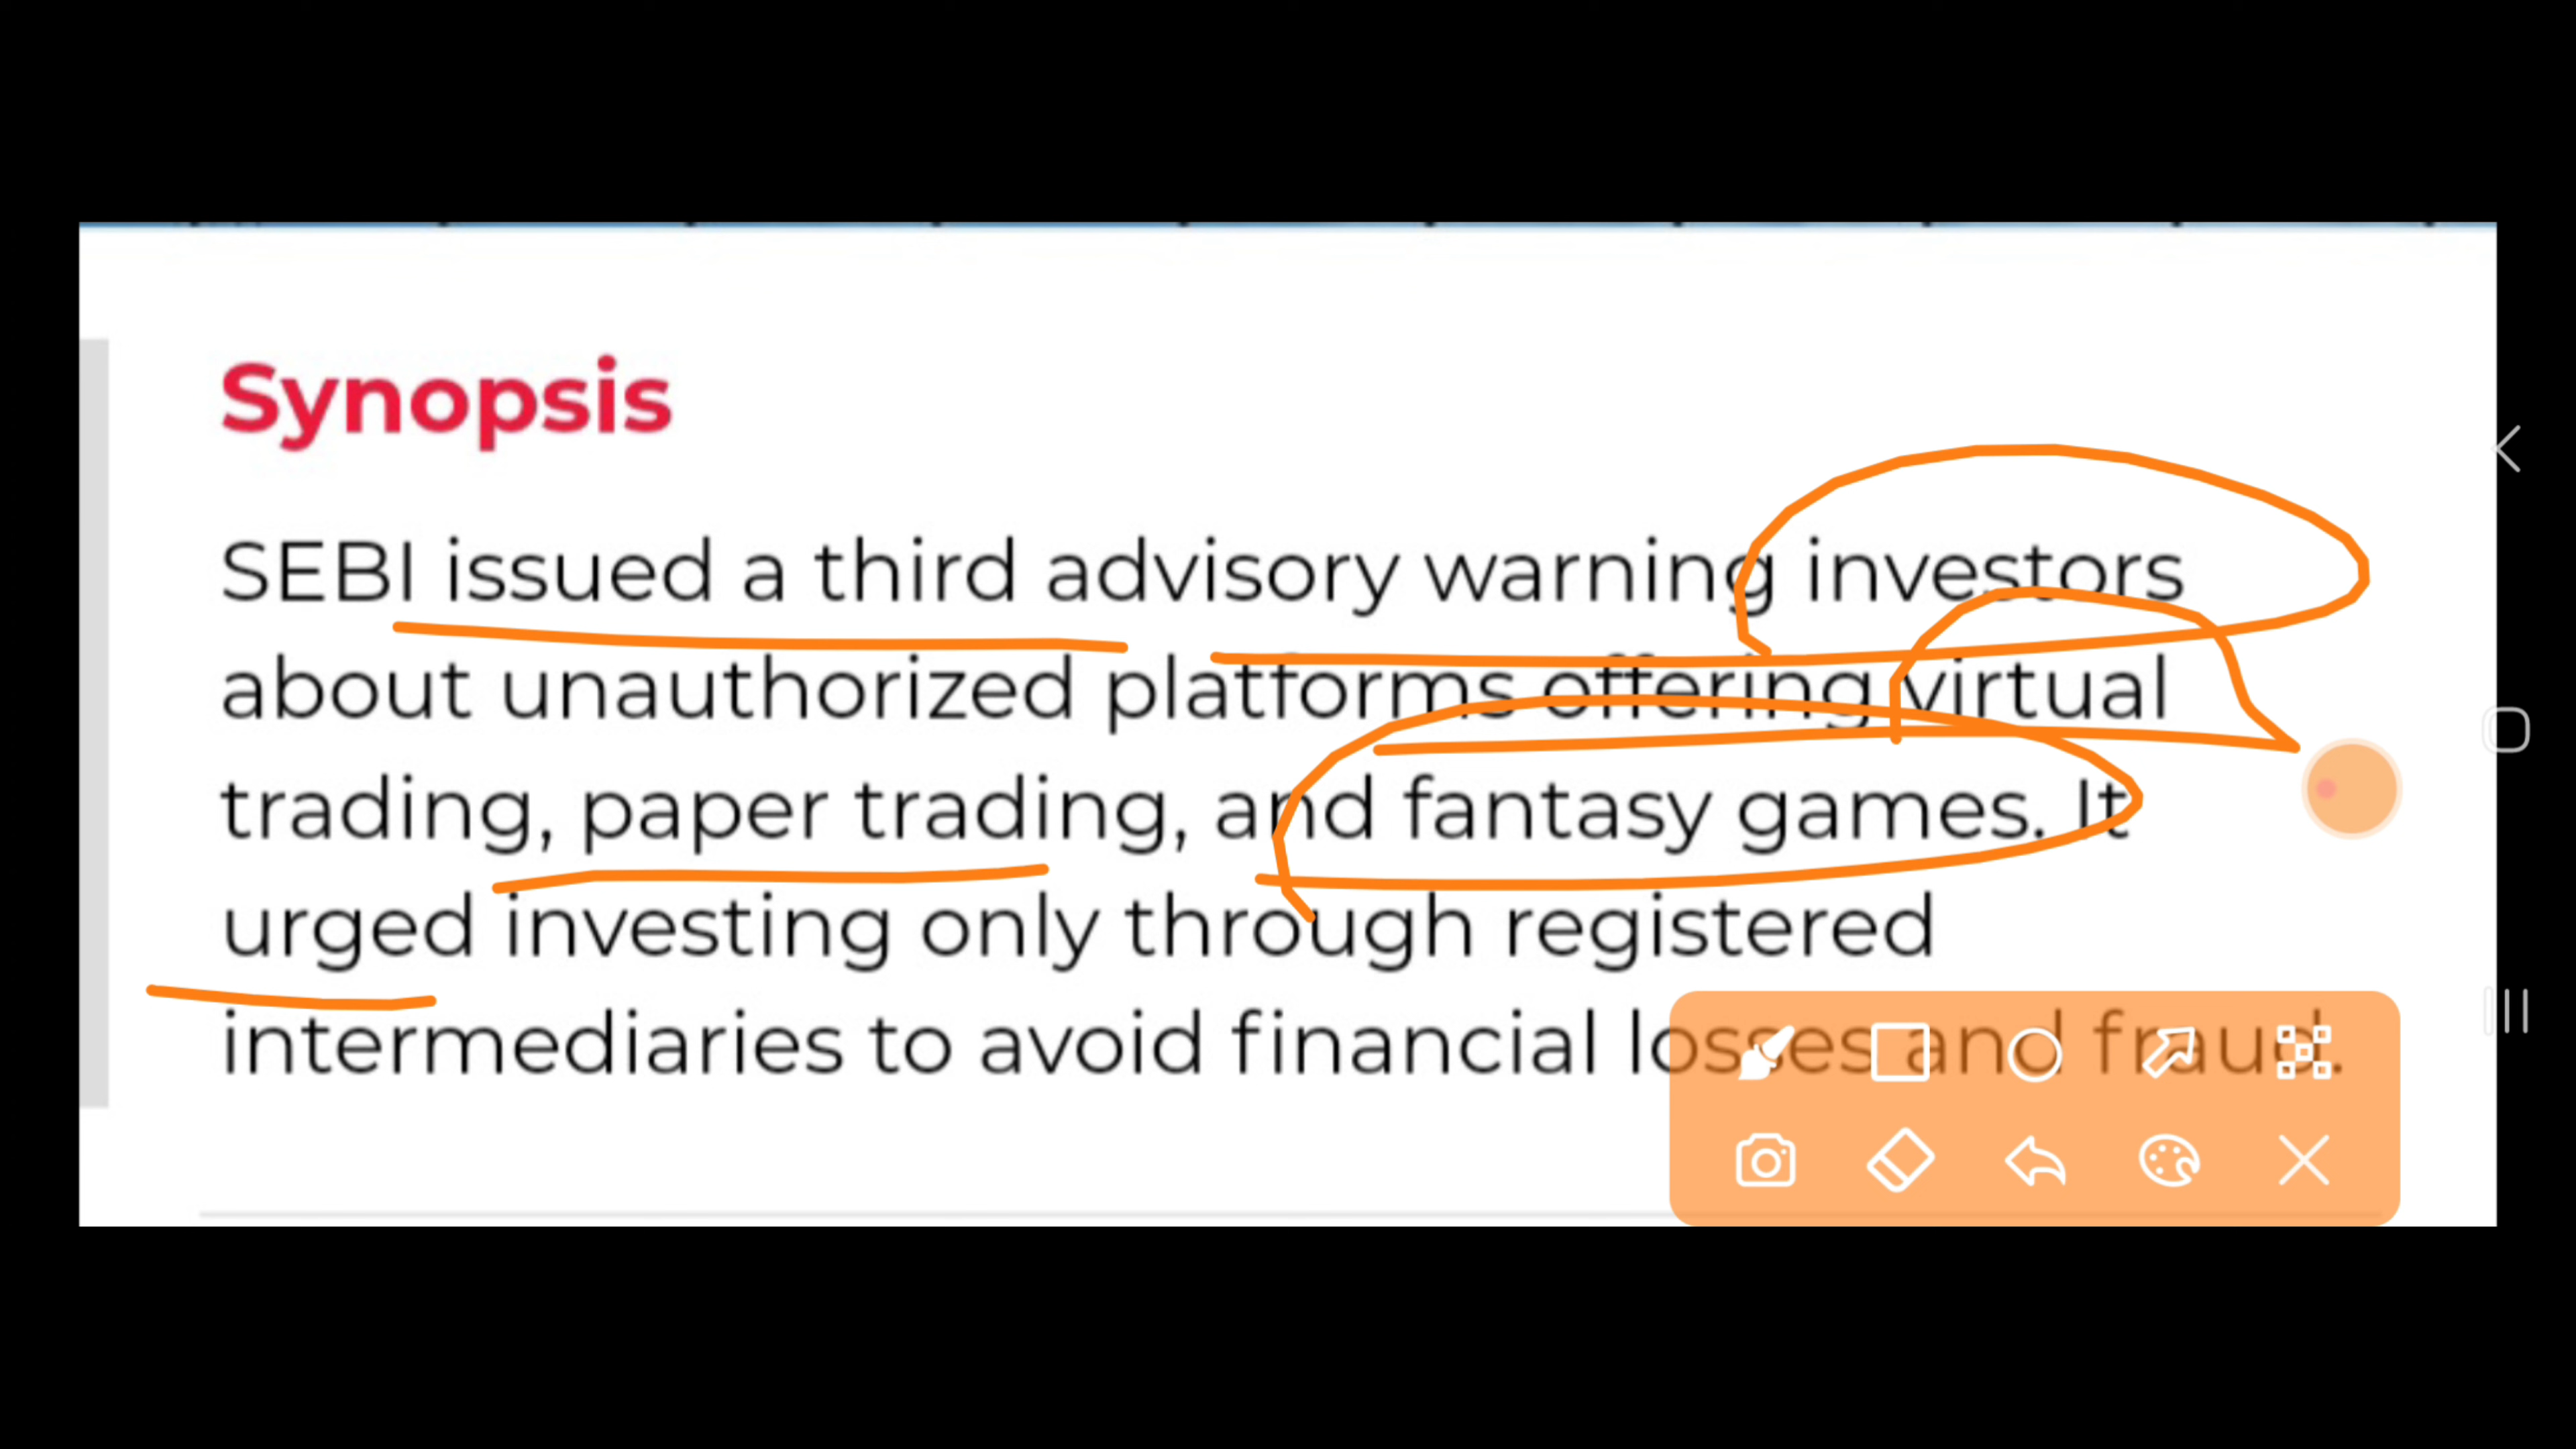 Synopsis
SEBI issued a third advisory warning investors
about unauthorized platforms offering virtual
trading, paper trading, and fantasy games. It
urged investing only through registered
intermediaries to avoid financial losses and fraud.